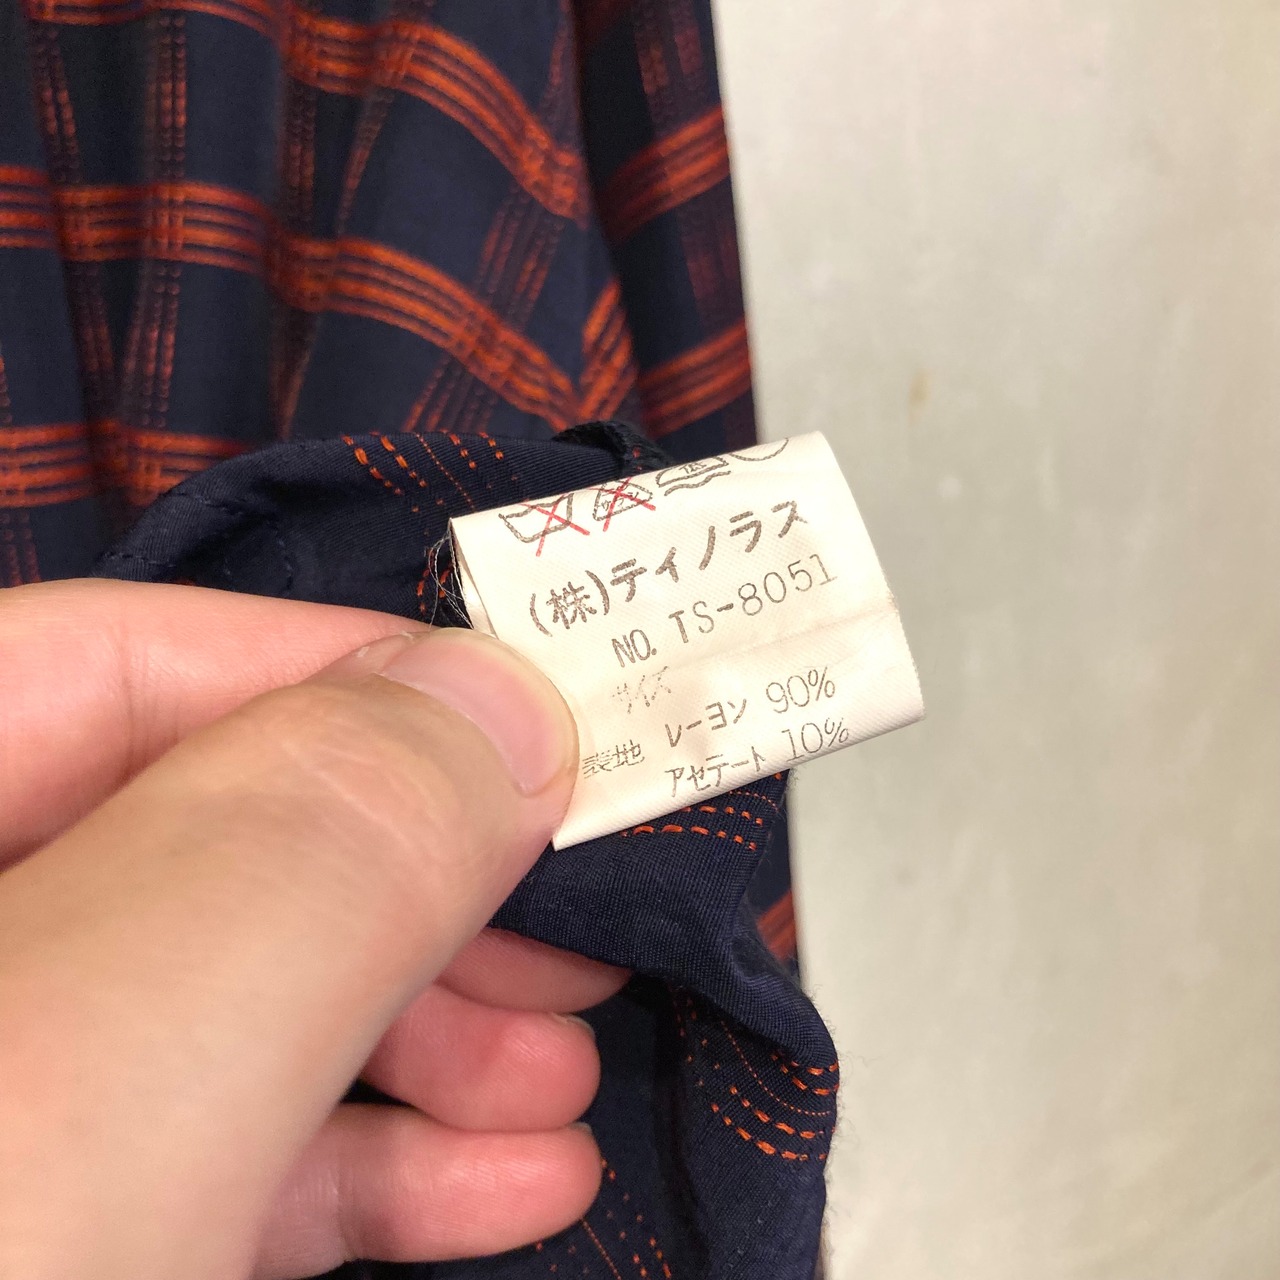 (株)ティノラス
NO. TS-8051
サイズ
レーヨン 90%
表地
アセテート 10%